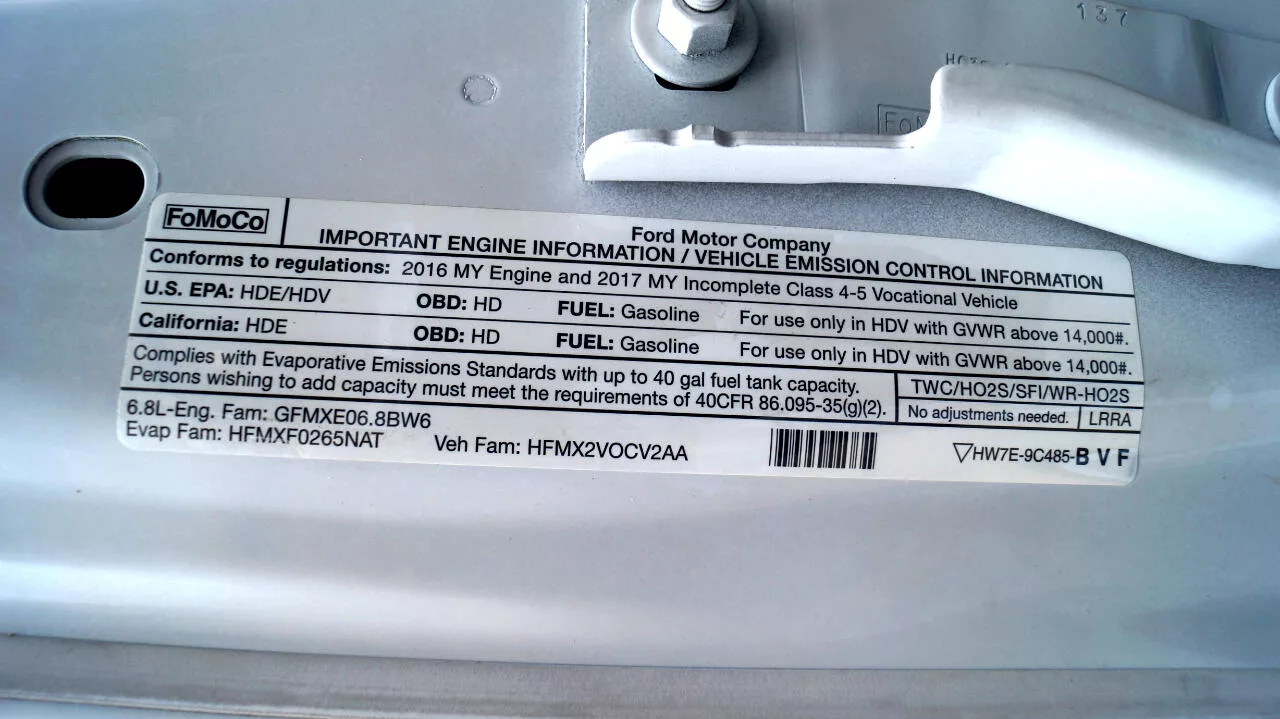 137
FoMoCo
Ford Motor Company
IMPORTANT ENGINE INFORMATION / VEHICLE EMISSION CONTROL INFORMATION
Conforms to regulations: 2016 MY Engine and 2017 MY Incomplete Class 4-5 Vocational Vehicle
U.S. EPA: HDE/HDV OBD: HD FUEL: Gasoline For use only in HDV with GVWR above 14,000#.
California: HDE OBD: HD FUEL: Gasoline For use only in HDV with GVWR above 14,000#.
Complies with Evaporative Emissions Standards with up to 40 gal fuel tank capacity.
Persons wishing to add capacity must meet the requirements of 40CFR 86.095-35(g)(2).
TWC/HO2S/SFI/WR-HO2S
No adjustments needed. LRRA
6.8L-Eng. Fam: GFMXE06.8BW6
Evap Fam: HFMXF0265NAT Veh Fam: HFMX2VOCV2AA
HW7E-9C485-B V F